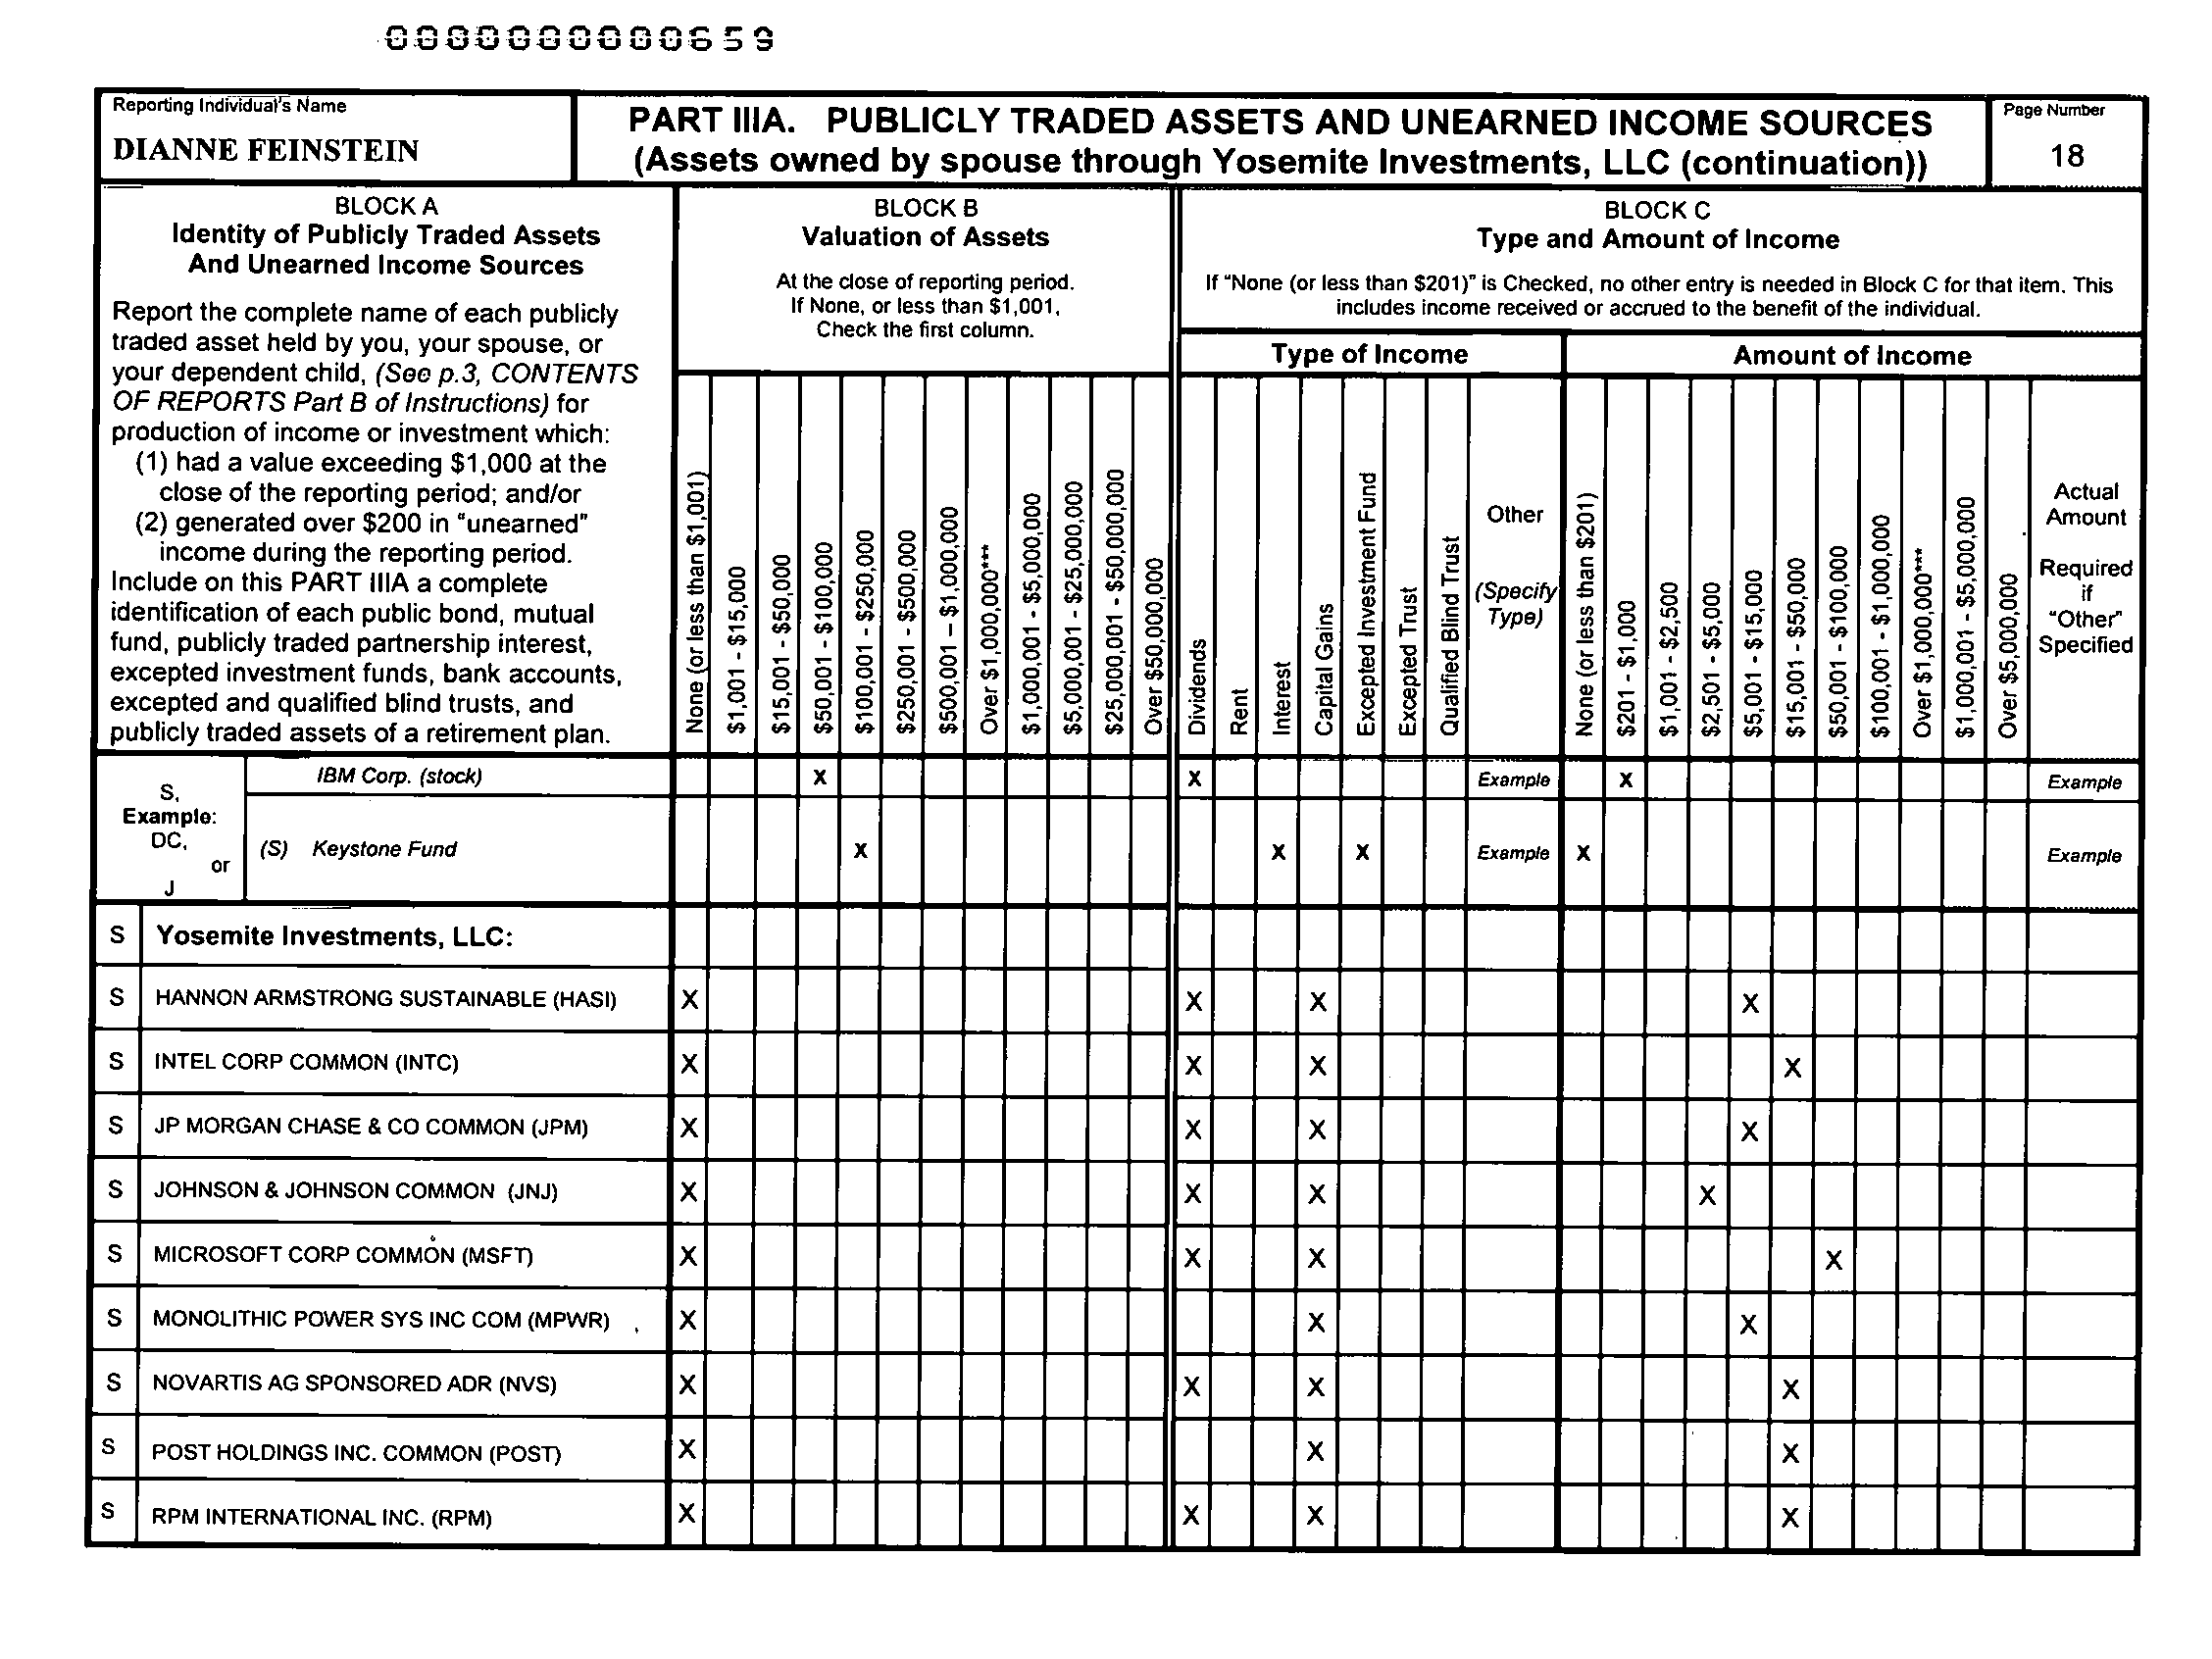 000000000659
Reporting Individual's Name
DIANNE FEINSTEIN
PART IIIA. PUBLICLY TRADED ASSETS AND UNEARNED INCOME SOURCES
(Assets owned by spouse through Yosemite Investments, LLC (continuation))
Page Number
18
BLOCK A
Identity of Publicly Traded Assets
And Unearned Income Sources
Report the complete name of each publicly
traded asset held by you, your spouse, or
your dependent child, (See p.3, CONTENTS
OF REPORTS Part B of Instructions) for
production of income or investment which:
(1) had a value exceeding $1,000 at the
close of the reporting period; and/or
(2) generated over $200 in "unearned"
income during the reporting period.
Include on this PART IIIA a complete
identification of each public bond, mutual
fund, publicly traded partnership interest,
excepted investment funds, bank accounts,
excepted and qualified blind trusts, and
publicly traded assets of a retirement plan.
BLOCK B
Valuation of Assets
At the close of reporting period.
If None, or less than $1,001,
Check the first column.
None (or less than $1,001)
$1,001 - $15,000
$15,001 - $50,000
$50,001 - $100,000
$100,001 - $250,000
$250,001 - $500,000
$500,001 – $1,000,000
Over $1,000,000***
$1,000,001 - $5,000,000
$5,000,001 - $25,000,000
$25,000,001 - $50,000,000
Over $50,000,000
BLOCK C
Type and Amount of Income
If "None (or less than $201)" is Checked, no other entry is needed in Block C for that item. This
includes income received or accrued to the benefit of the individual.
Type of Income
Dividends
Rent
Interest
Capital Gains
Excepted Investment Fund
Excepted Trust
Qualified Blind Trust
Other
(Specify
Type)
Amount of Income
None (or less than $201)
$201 - $1,000
$1,001 - $2,500
$2,501 - $5,000
$5,001 - $15,000
$15,001 - $50,000
$50,001 - $100,000
$100,001 - $1,000,000
Over $1,000,000***
$1,000,001 - $5,000,000
Over $5,000,000
Actual
Amount
Required
if
"Other"
Specified
S,
Example:
DC,
or
J
IBM Corp. (stock) X X Example X Example
(S) Keystone Fund X X X Example X Example
S Yosemite Investments, LLC:
S HANNON ARMSTRONG SUSTAINABLE (HASI) X X X X
S INTEL CORP COMMON (INTC) X X X X
S JP MORGAN CHASE & CO COMMON (JPM) X X X X
S JOHNSON & JOHNSON COMMON (JNJ) X X X X
S MICROSOFT CORP COMMON (MSFT) X X X X
S MONOLITHIC POWER SYS INC COM (MPWR) X X X
S NOVARTIS AG SPONSORED ADR (NVS) X X X X
S POST HOLDINGS INC. COMMON (POST) X X X
S RPM INTERNATIONAL INC. (RPM) X X X X